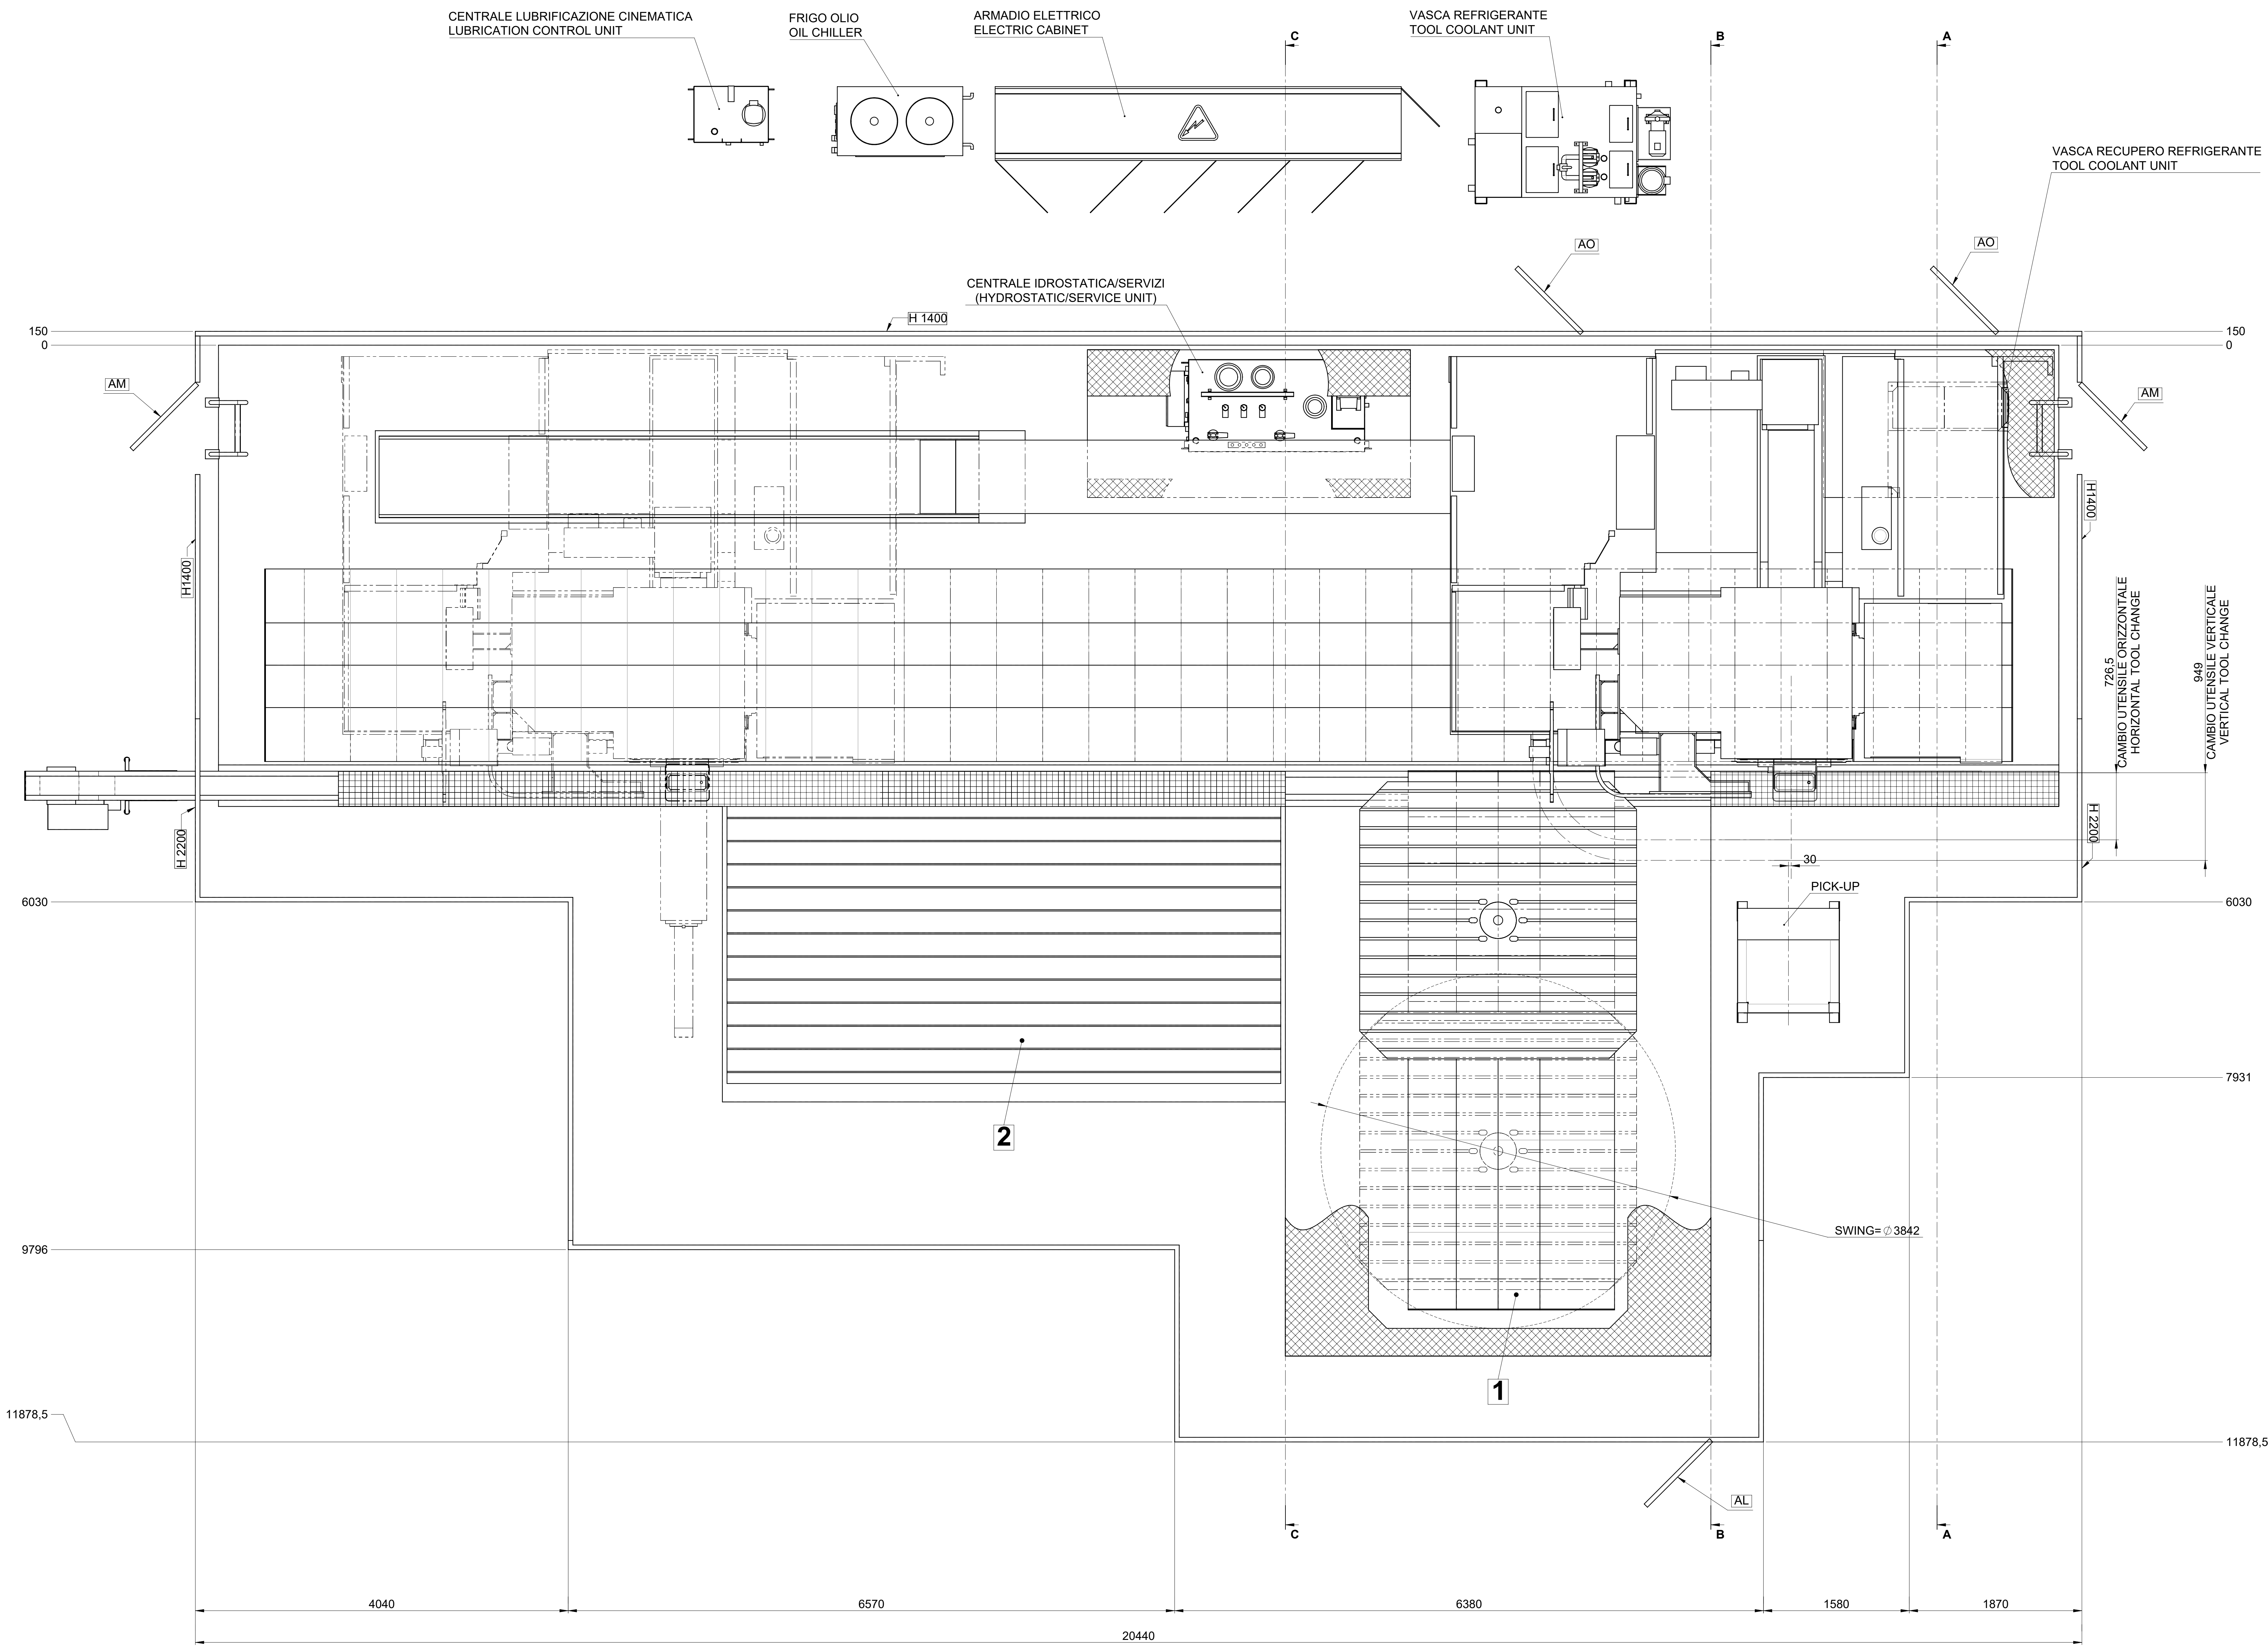 CENTRALE LUBRIFICAZIONE CINEMATICA
LUBRICATION CONTROL UNIT
FRIGO OLIO
OIL CHILLER
ARMADIO ELETTRICO
ELECTRIC CABINET
VASCA REFRIGERANTE
TOOL COOLANT UNIT
C
B
A
VASCA RECUPERO REFRIGERANTE
TOOL COOLANT UNIT
AO
AO
CENTRALE IDROSTATICA/SERVIZI
(HYDROSTATIC/SERVICE UNIT)
H 1400
150
0
150
0
AM
AM
H1400
H1400
726,5
CAMBIO UTENSILE ORIZZONTALE
HORIZONTAL TOOL CHANGE
949
CAMBIO UTENSILE VERTICALE
VERTICAL TOOL CHANGE
H 2200
H 2200
30
PICK-UP
6030
6030
7931
2
SWING= ∅ 3842
9796
1
11878,5
11878,5
AL
C
B
A
4040
6570
6380
1580
1870
20440